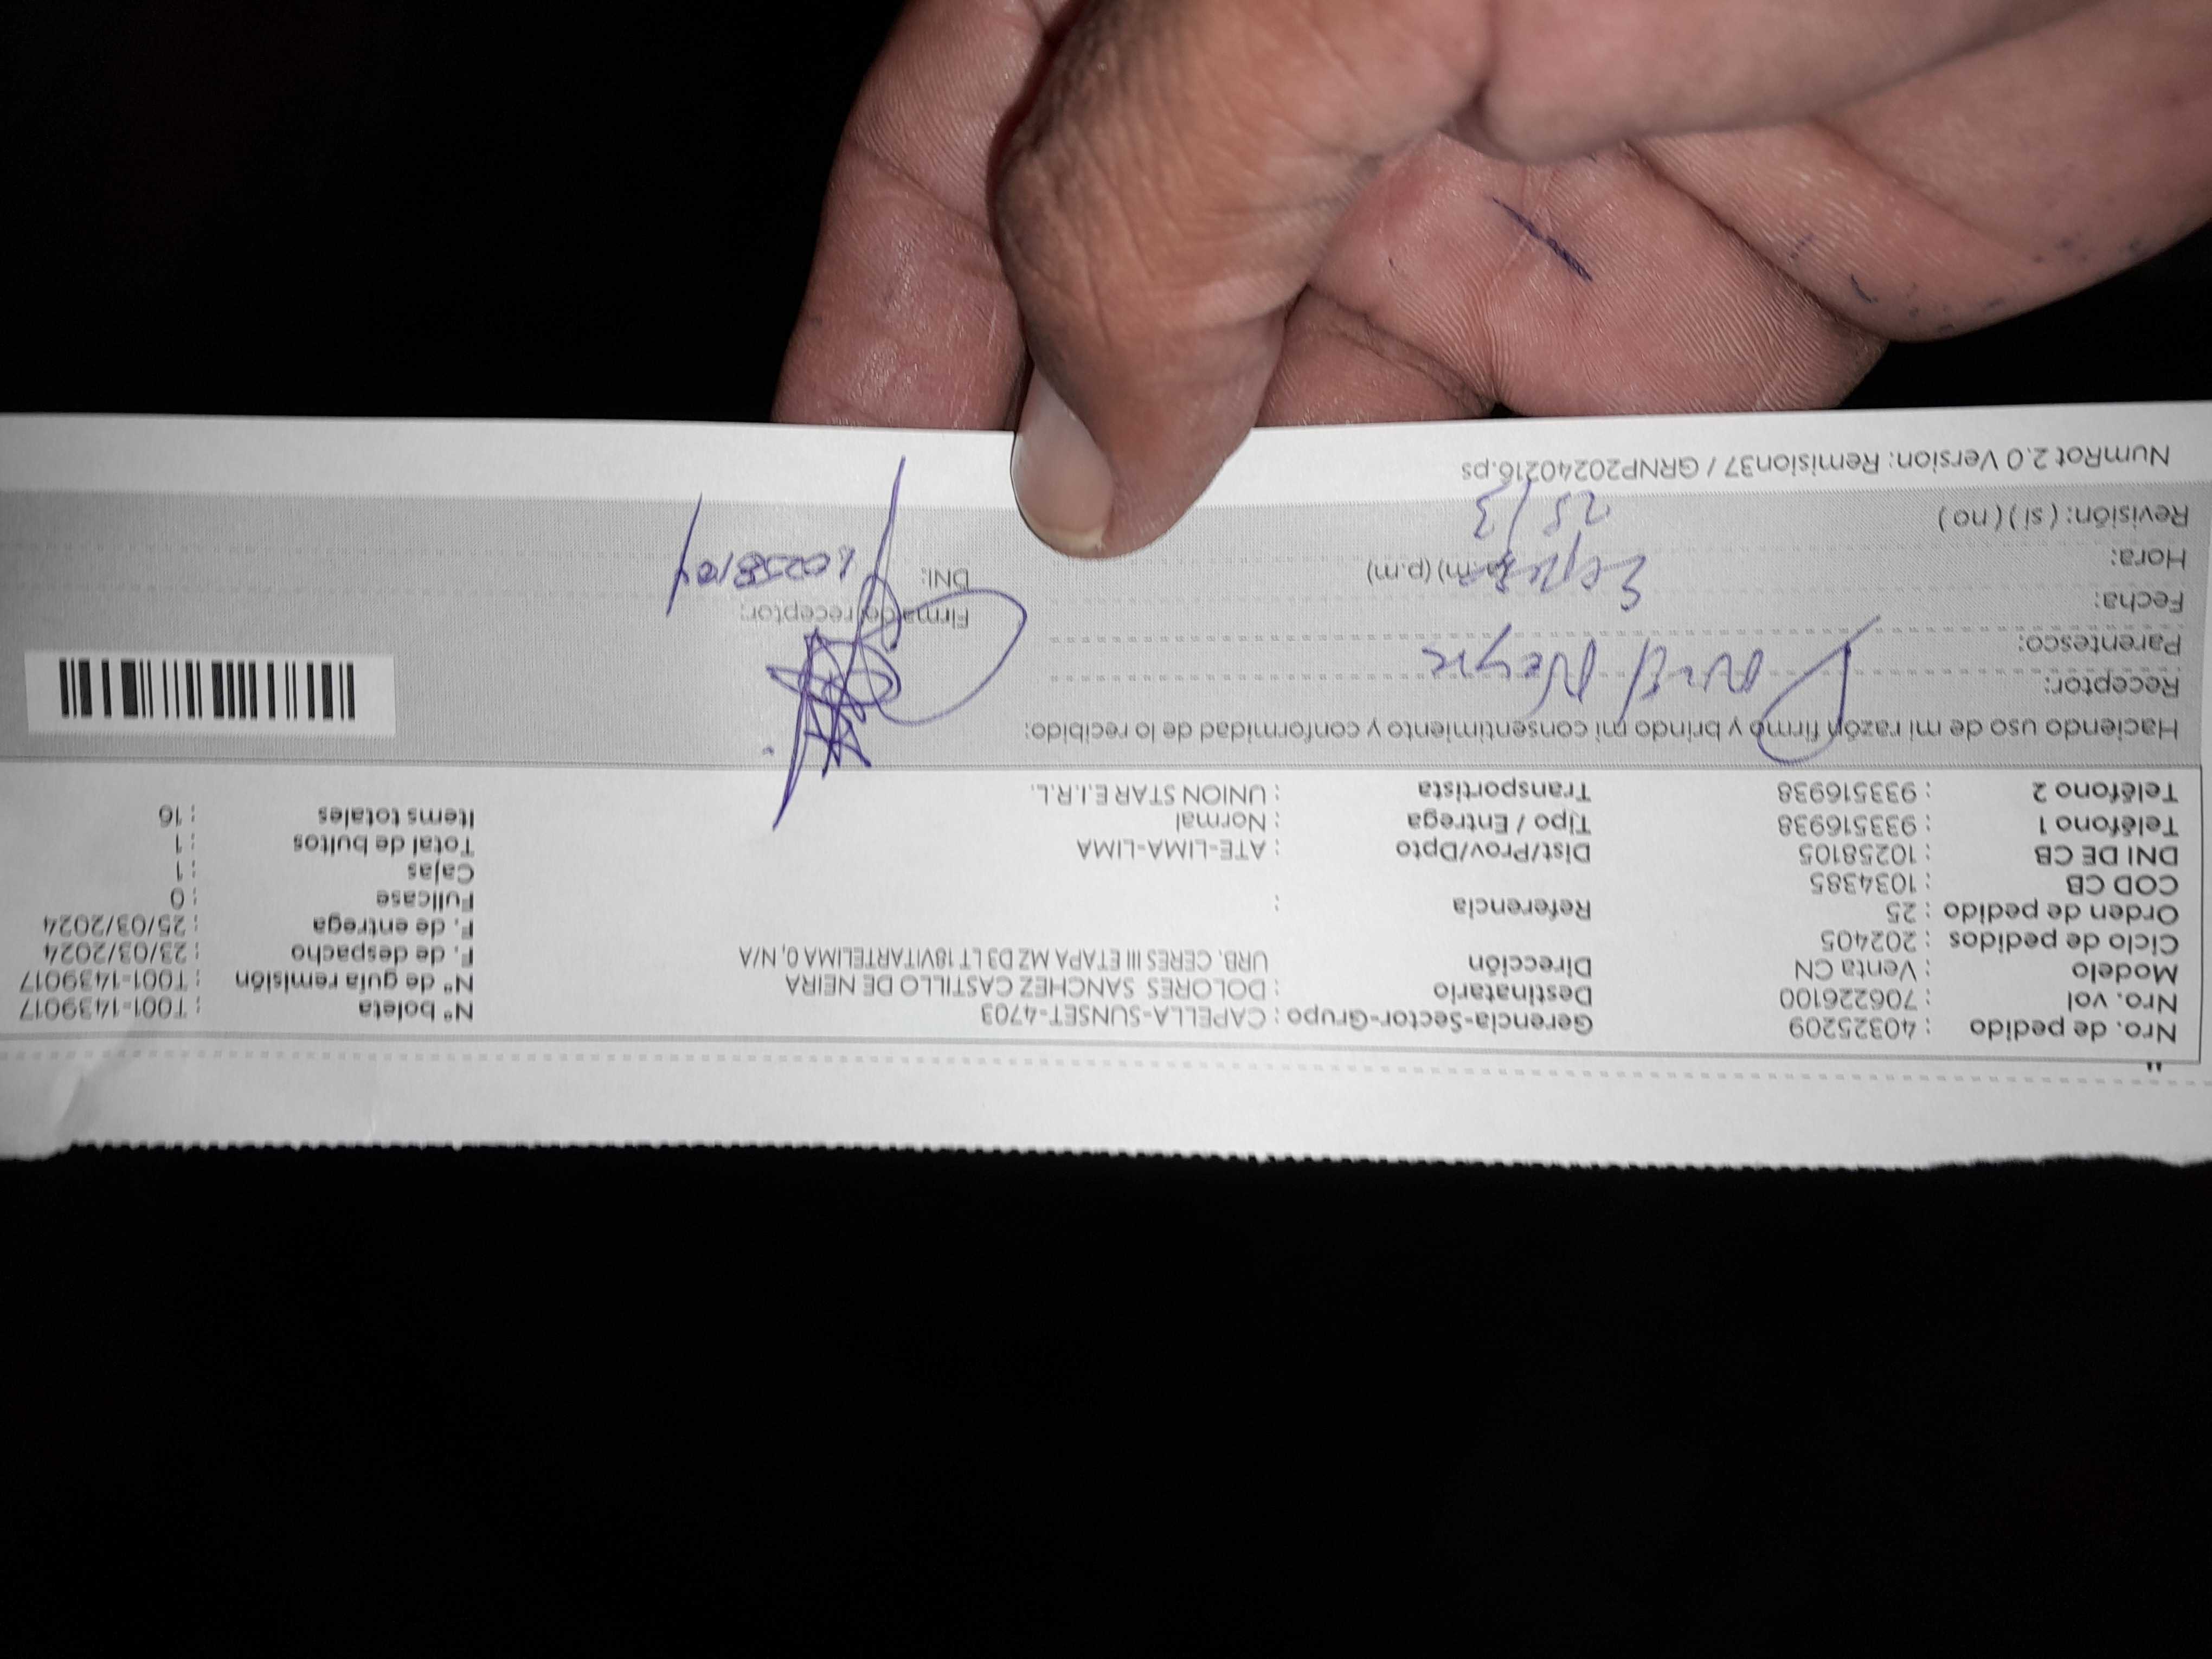 Nro. de pedido : 40325209 Gerencia-Sector-Grupo : CAPELLA-SUNSET-4703 N° boleta : T001-1439017
Nro. vol : 706226100 Destinatario : DOLORES SANCHEZ CASTILLO DE NEIRA N° de guía remisión : T001-1439017
Modelo : Venta CN Dirección URB. CERES III ETAPA MZ D3 LT 18VITARTELIMA 0, N/A F. de despacho : 23/03/2024
Ciclo de pedidos : 202405 F. de entrega : 25/03/2024
Orden de pedido : 25 Referencia : Fullcase : 0
COD CB : 1034385 Cajas : 1
DNI DE CB : 10258105 Dist/Prov/Dpto : ATE-LIMA-LIMA Total de bultos : 1
Teléfono 1 : 933516938 Tipo / Entrega : Normal Items totales : 16
Teléfono 2 : 933516938 Transportista : UNION STAR E.I.R.L.
Haciendo uso de mi razón firmo y brindo mi consentimiento y conformidad de lo recibido:
Receptor: David
Parentesco:
Fecha: Firma do receptor:
Hora: (a.m) (p.m) DNI: 10258104
Revisión: ( si ) ( no ) 25/3
NumRot 2.0 Version: Remision37 / GRNP20240216.ps